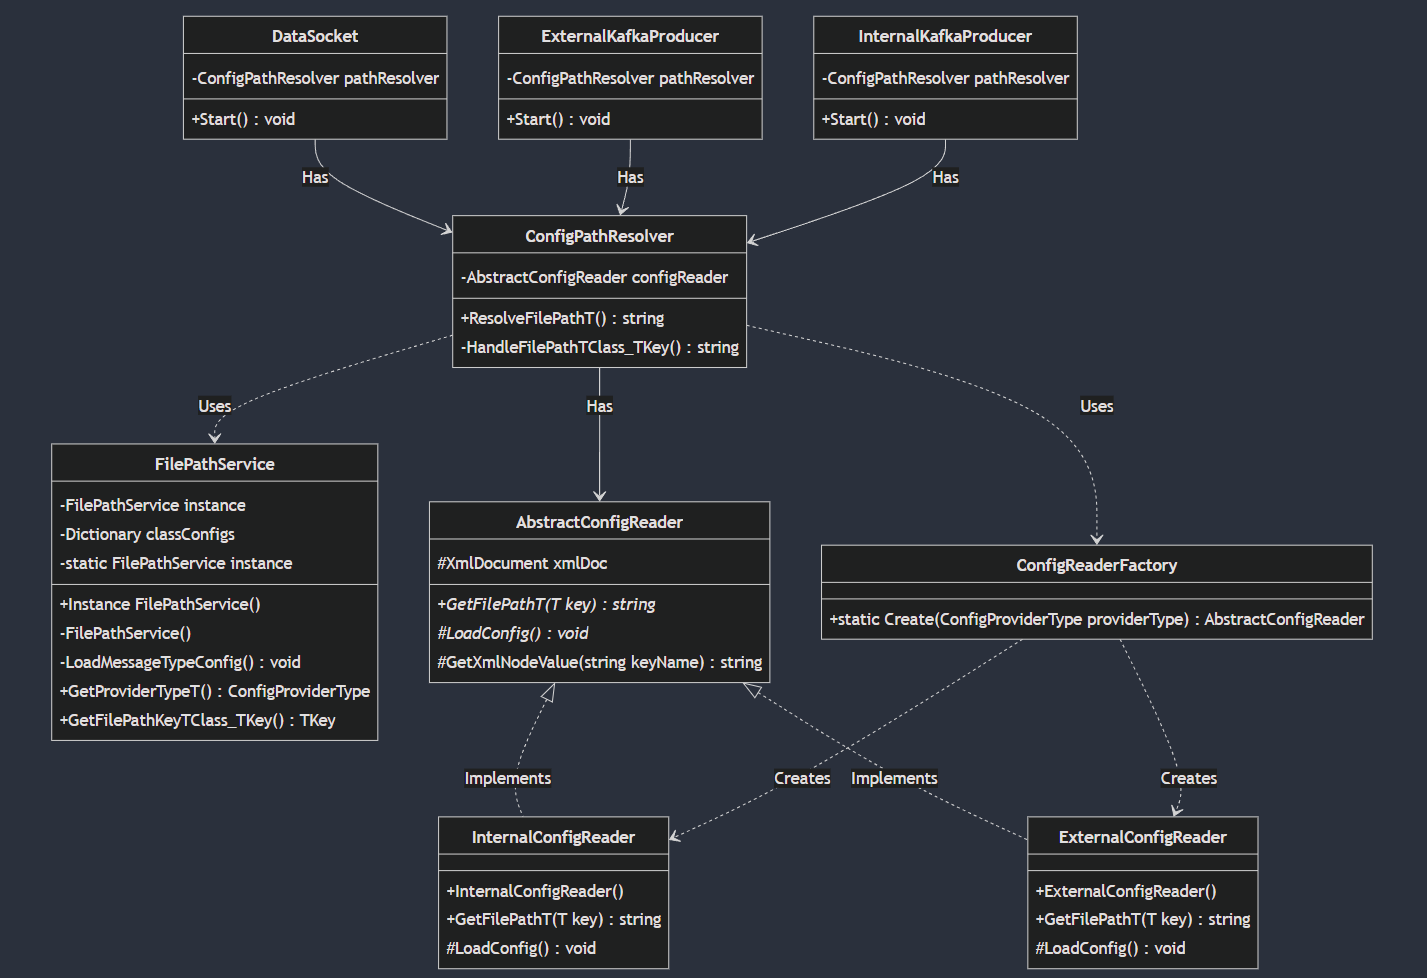 DataSocket
-ConfigPathResolver pathResolver
+Start() : void
ExternalKafkaProducer
-ConfigPathResolver pathResolver
+Start() : void
InternalKafkaProducer
-ConfigPathResolver pathResolver
+Start() : void
Has
Has
Has
ConfigPathResolver
-AbstractConfigReader configReader
+ResolveFilePathT() : string
-HandleFilePathTClass_TKey() : string
Uses
Has
Uses
FilePathService
-FilePathService instance
-Dictionary classConfigs
-static FilePathService instance
+Instance FilePathService()
-FilePathService()
-LoadMessageTypeConfig() : void
+GetProviderTypeT() : ConfigProviderType
+GetFilePathKeyTClass_TKey() : TKey
AbstractConfigReader
#XmlDocument xmlDoc
+GetFilePathT(T key) : string
#LoadConfig() : void
#GetXmlNodeValue(string keyName) : string
ConfigReaderFactory
+static Create(ConfigProviderType providerType) : AbstractConfigReader
Implements
Creates
Implements
Creates
InternalConfigReader
+InternalConfigReader()
+GetFilePathT(T key) : string
#LoadConfig() : void
ExternalConfigReader
+ExternalConfigReader()
+GetFilePathT(T key) : string
#LoadConfig() : void